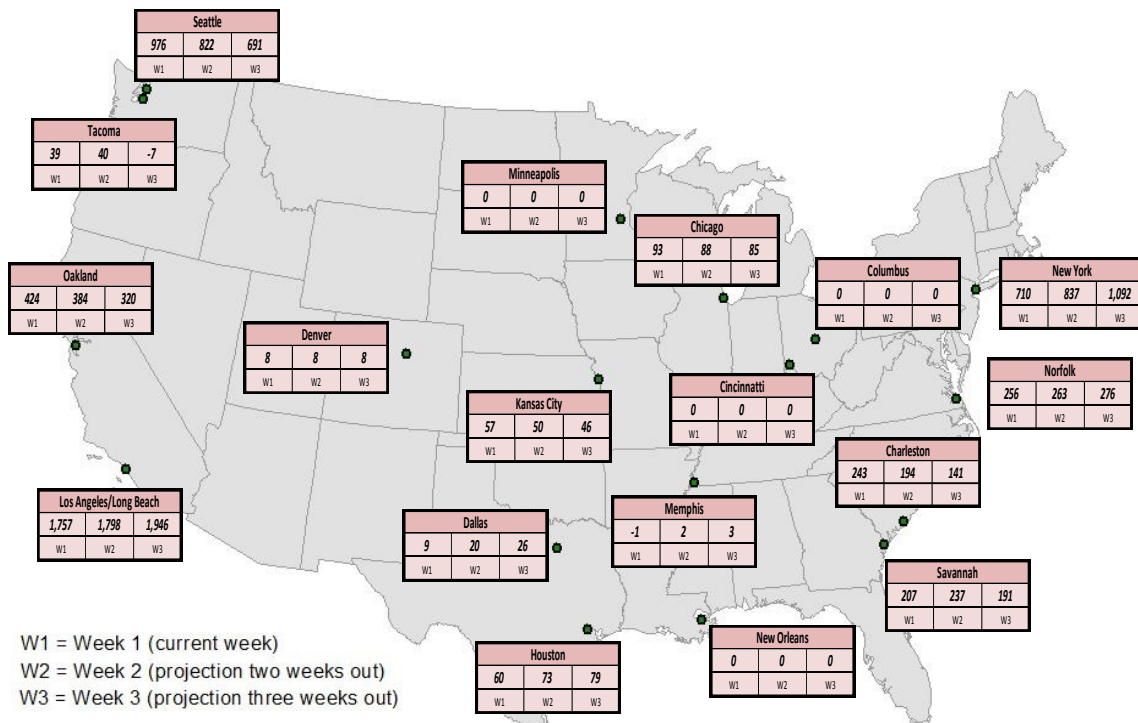 Seattle
976 822 691
W1 W2 W3
Tacoma
39 40 -7
W1 W2 W3
Minneapolis
0 0 0
W1 W2 W3
Chicago
93 88 85
W1 W2 W3
Oakland
424 384 320
W1 W2 W3
Columbus
0 0 0
W1 W2 W3
New York
710 837 1,092
W1 W2 W3
Denver
8 8 8
W1 W2 W3
Cincinnatti
0 0 0
W1 W2 W3
Norfolk
256 263 276
W1 W2 W3
Kansas City
57 50 46
W1 W2 W3
Charleston
243 194 141
W1 W2 W3
Los Angeles/Long Beach
1,757 1,798 1,946
W1 W2 W3
Dallas
9 20 26
W1 W2 W3
Memphis
-1 2 3
W1 W2 W3
Savannah
207 237 191
W1 W2 W3
New Orleans
0 0 0
W1 W2 W3
Houston
60 73 79
W1 W2 W3
W1 = Week 1 (current week)
W2 = Week 2 (projection two weeks out)
W3 = Week 3 (projection three weeks out)